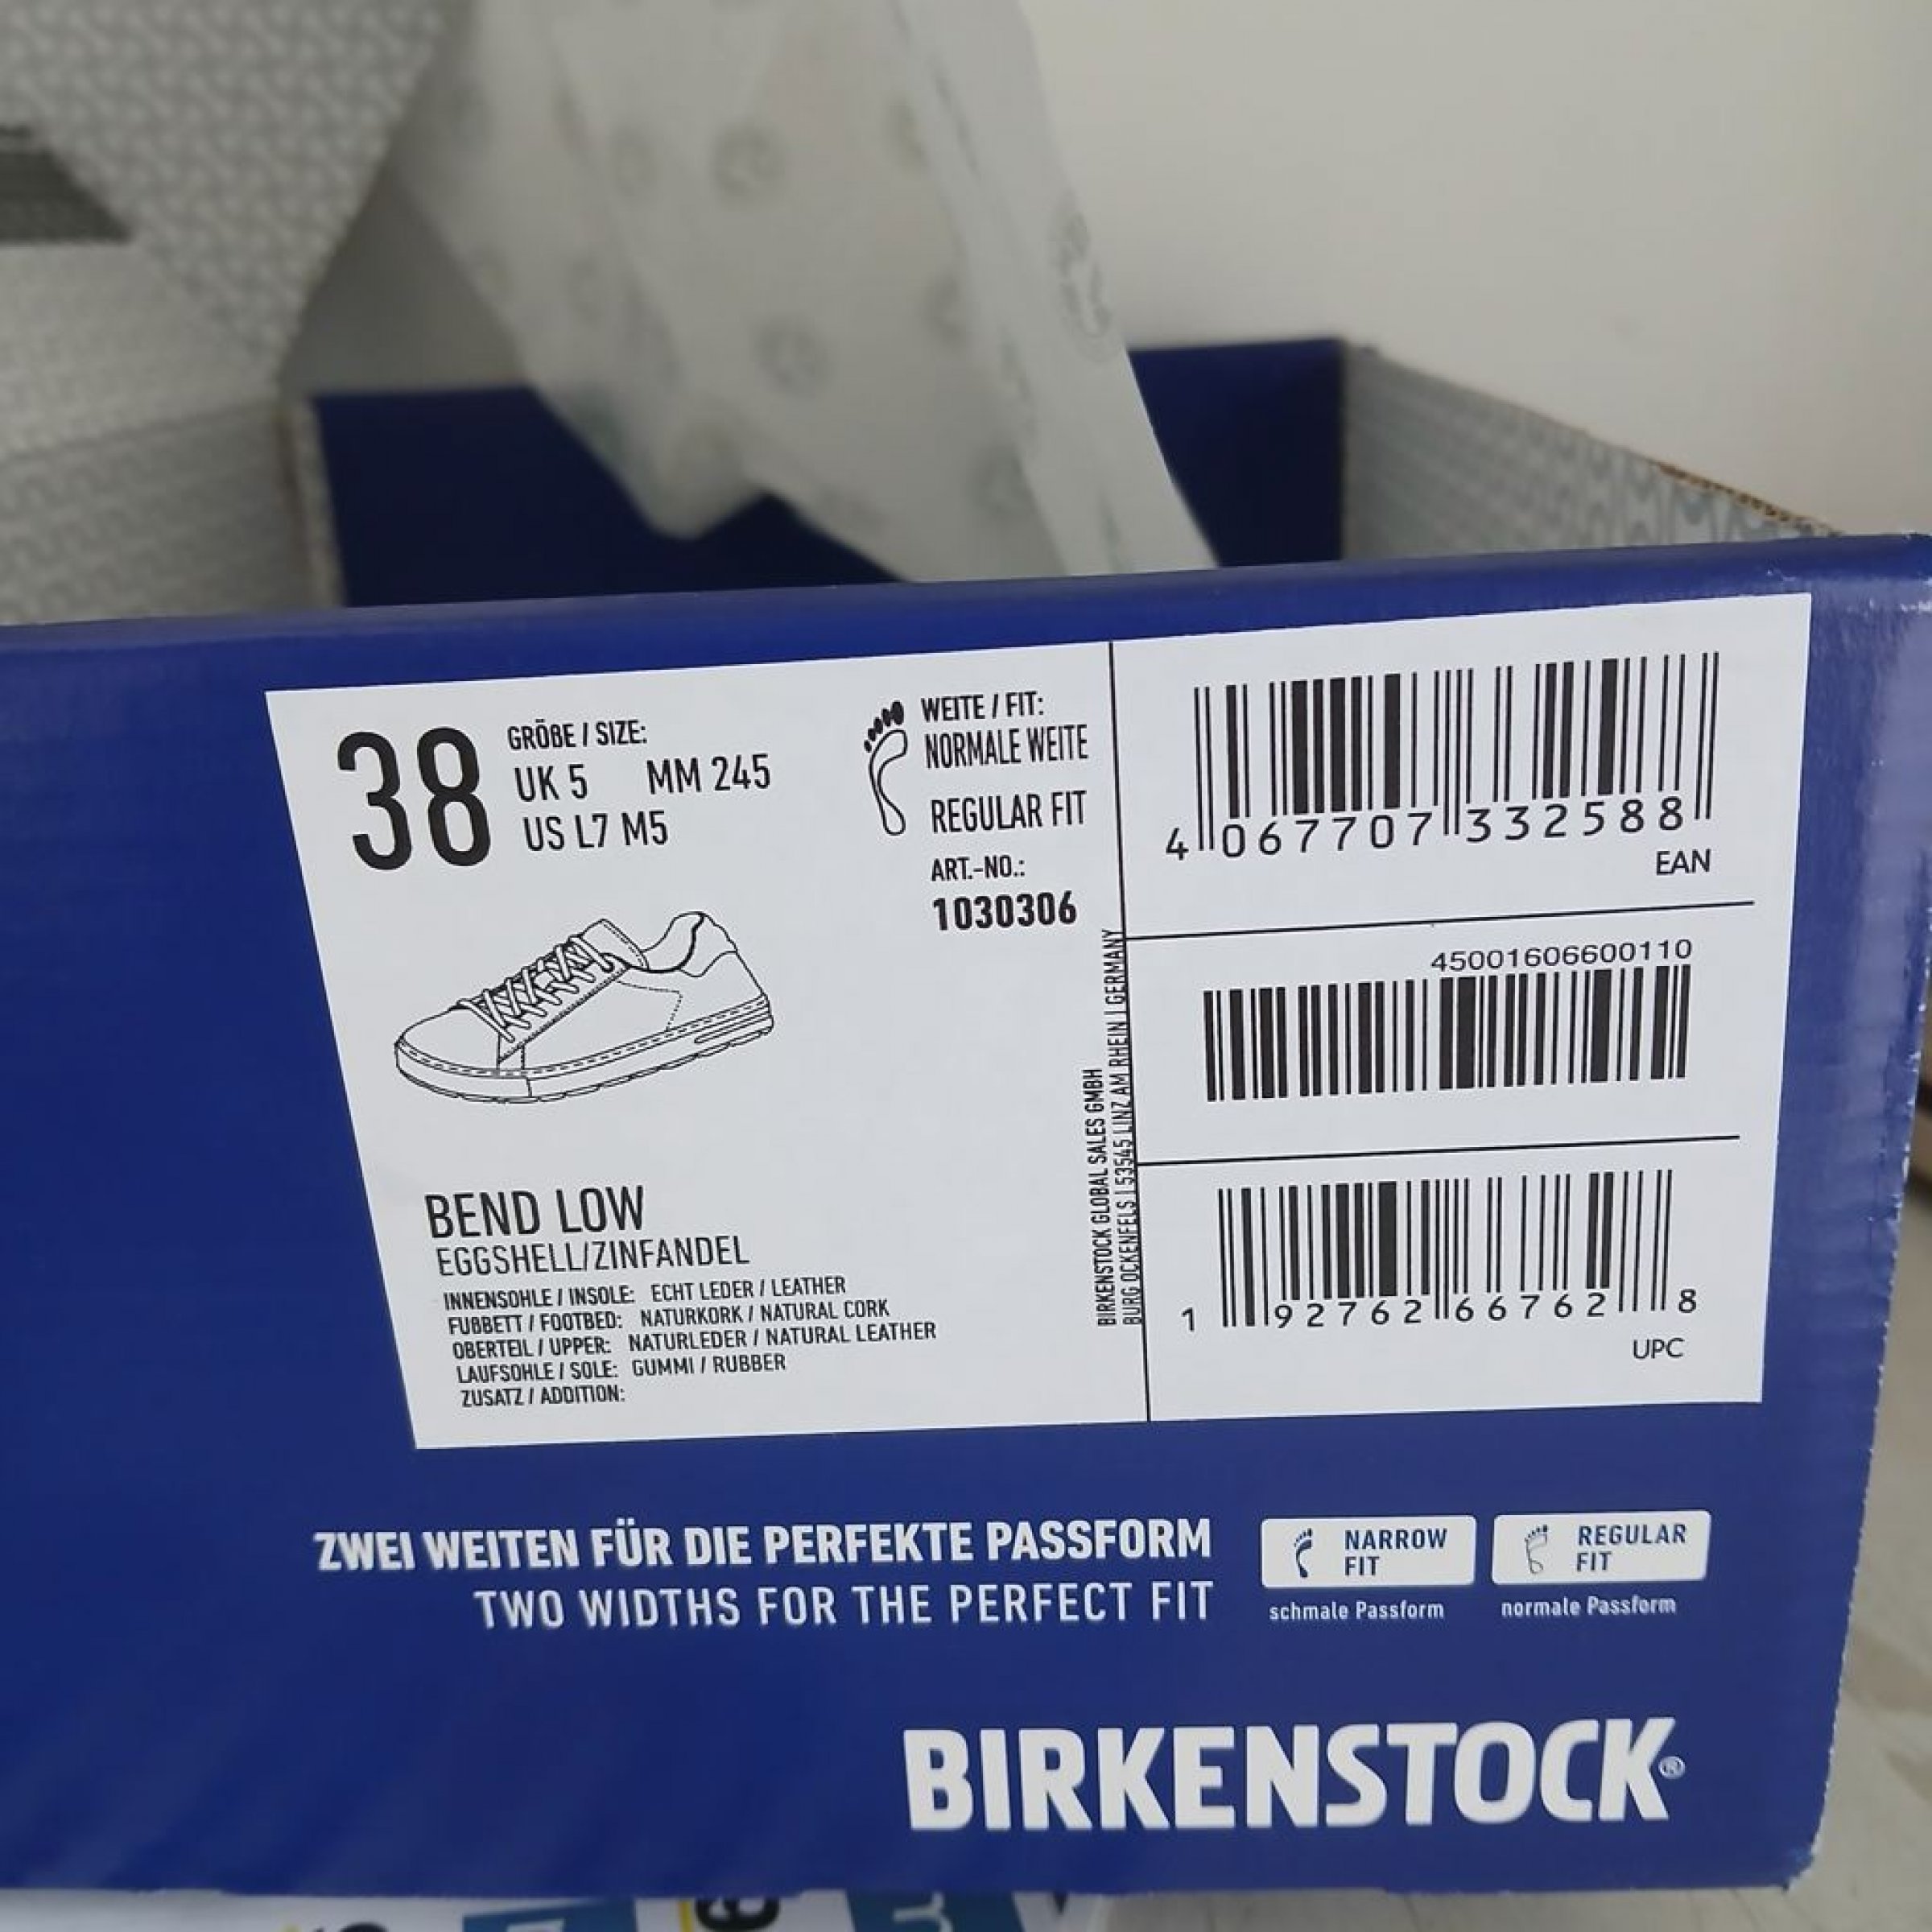 38
GRÖẞE / SIZE:
UK 5 MM 245
US L7 M5
WEITE / FIT:
NORMALE WEITE
REGULAR FIT
ART.-NO.:
1030306
4 067707 332588
EAN
45001606600110
1 92762 66762 8
UPC
BIRKENSTOCK GLOBAL SALES GMBH
BURG OCKENFELS | 53545 LINZ AM RHEIN | GERMANY
BEND LOW
EGGSHELL/ZINFANDEL
INNENSOHLE / INSOLE: ECHT LEDER / LEATHER
FUẞBETT / FOOTBED: NATURKORK / NATURAL CORK
OBERTEIL / UPPER: NATURLEDER / NATURAL LEATHER
LAUFSOHLE / SOLE: GUMMI / RUBBER
ZUSATZ / ADDITION:
ZWEI WEITEN FÜR DIE PERFEKTE PASSFORM
TWO WIDTHS FOR THE PERFECT FIT
NARROW
FIT
schmale Passform
REGULAR
FIT
normale Passform
BIRKENSTOCK®